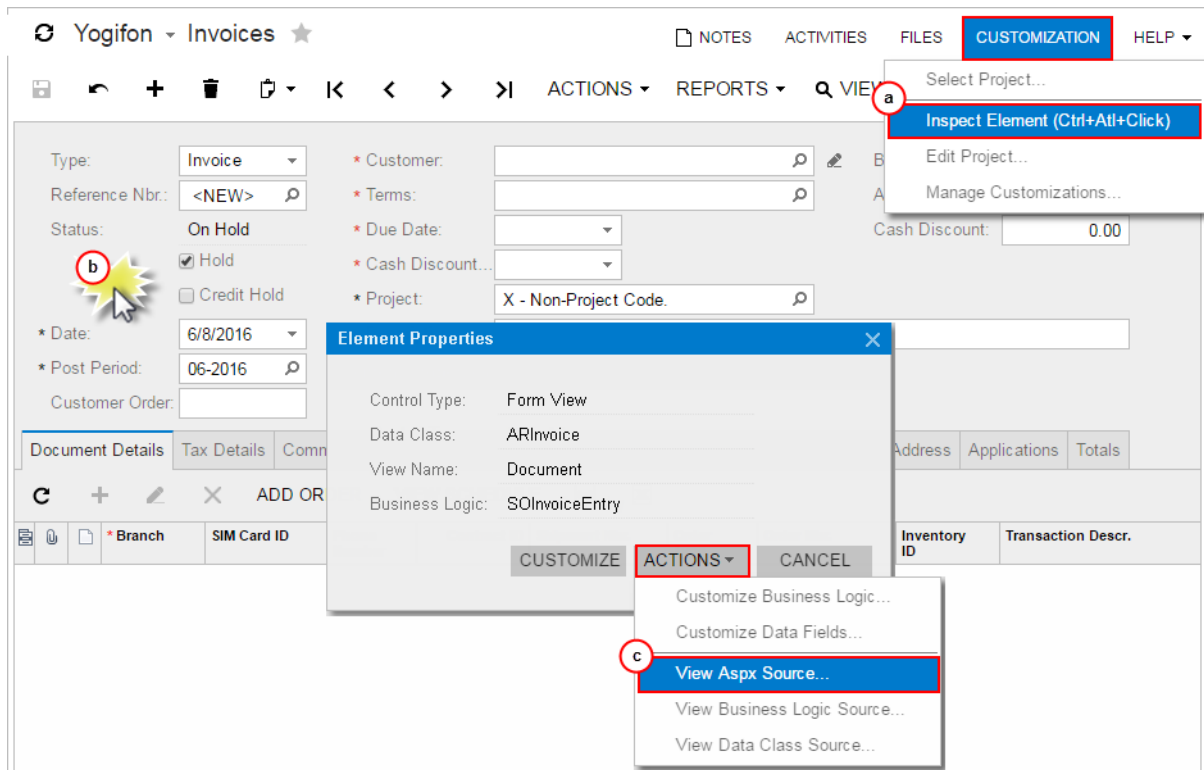 Yogifon Invoices
NOTES ACTIVITIES FILES CUSTOMIZATION HELP
ACTIONS REPORTS
Select Project...
a
Inspect Element (Ctrl+Atl+Click)
Edit Project...
Manage Customizations...
Type: Invoice * Customer:
Reference Nbr.: <NEW> * Terms:
Status: On Hold * Due Date: Cash Discount: 0.00
b
Hold * Cash Discount...
Credit Hold * Project: X - Non-Project Code.
* Date: 6/8/2016
* Post Period: 06-2016
Customer Order:
Element Properties
Control Type: Form View
Data Class: ARInvoice
View Name: Document
Business Logic: SOInvoiceEntry
CUSTOMIZE ACTIONS CANCEL
Document Details Tax Details Address Applications Totals
ADD OR
* Branch SIM Card ID Inventory ID Transaction Descr.
Customize Business Logic...
Customize Data Fields...
c
View Aspx Source...
View Business Logic Source...
View Data Class Source...